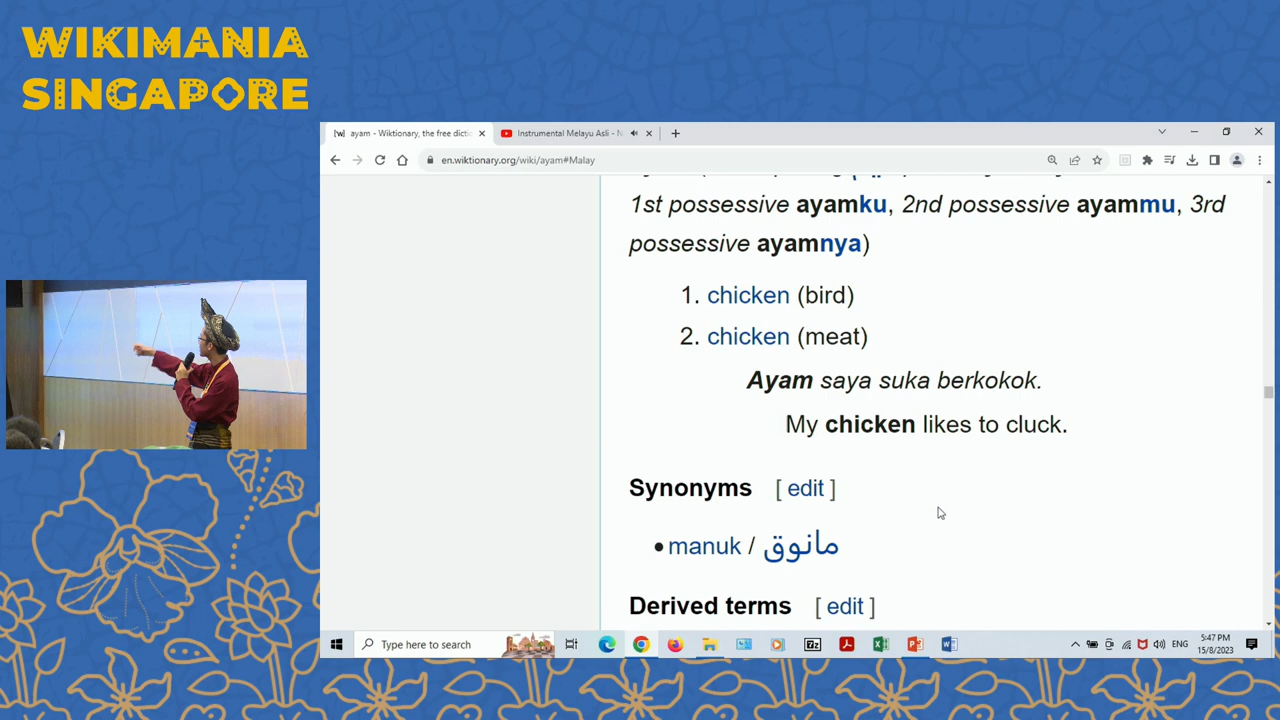 WIKIMANIA
SINGAPORE
[w] ayam - Wiktionary, the free dictio
Instrumental Melayu Asli - N
en.wiktionary.org/wiki/ayam#Malay
1st possessive ayamku, 2nd possessive ayammu, 3rd
possessive ayamnya)
1. chicken (bird)
2. chicken (meat)
Ayam saya suka berkokok.
My chicken likes to cluck.
Synonyms [ edit ]
• manuk / مانوق
Derived terms [ edit ]
Type here to search
ENG
5:47 PM
15/8/2023